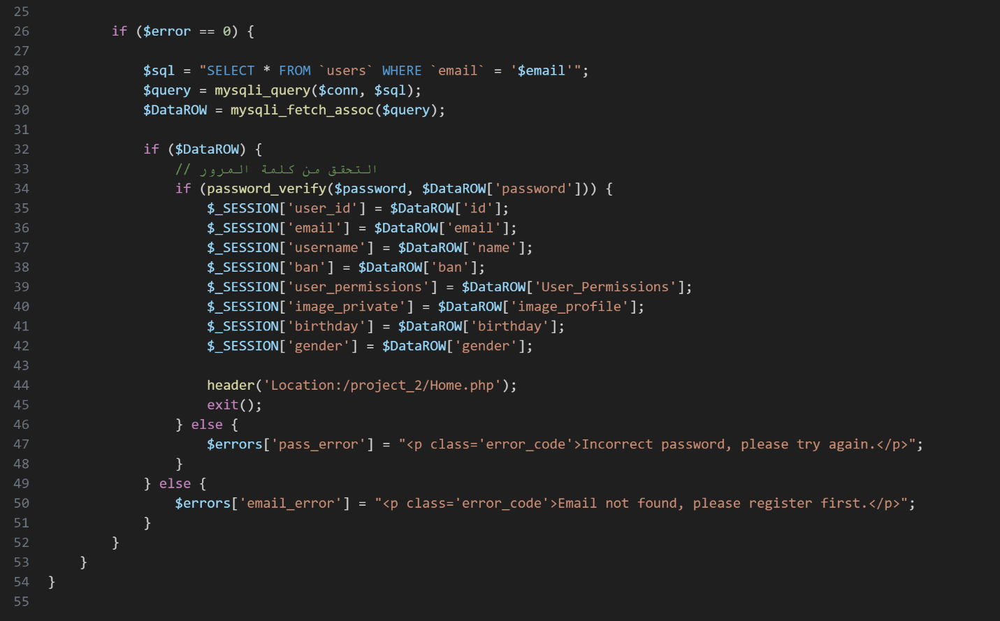 25
26 if ($error == 0) {
27
28 $sql = "SELECT * FROM `users` WHERE `email` = '$email'";
29 $query = mysqli_query($conn, $sql);
30 $DataROW = mysqli_fetch_assoc($query);
31
32 if ($DataROW) {
33 // التحقق من كلمة المرور
34 if (password_verify($password, $DataROW['password'])) {
35 $_SESSION['user_id'] = $DataROW['id'];
36 $_SESSION['email'] = $DataROW['email'];
37 $_SESSION['username'] = $DataROW['name'];
38 $_SESSION['ban'] = $DataROW['ban'];
39 $_SESSION['user_permissions'] = $DataROW['User_Permissions'];
40 $_SESSION['image_private'] = $DataROW['image_profile'];
41 $_SESSION['birthday'] = $DataROW['birthday'];
42 $_SESSION['gender'] = $DataROW['gender'];
43
44 header('Location:/project_2/Home.php');
45 exit();
46 } else {
47 $errors['pass_error'] = "<p class='error_code'>Incorrect password, please try again.</p>";
48 }
49 } else {
50 $errors['email_error'] = "<p class='error_code'>Email not found, please register first.</p>";
51 }
52 }
53 }
54 }
55